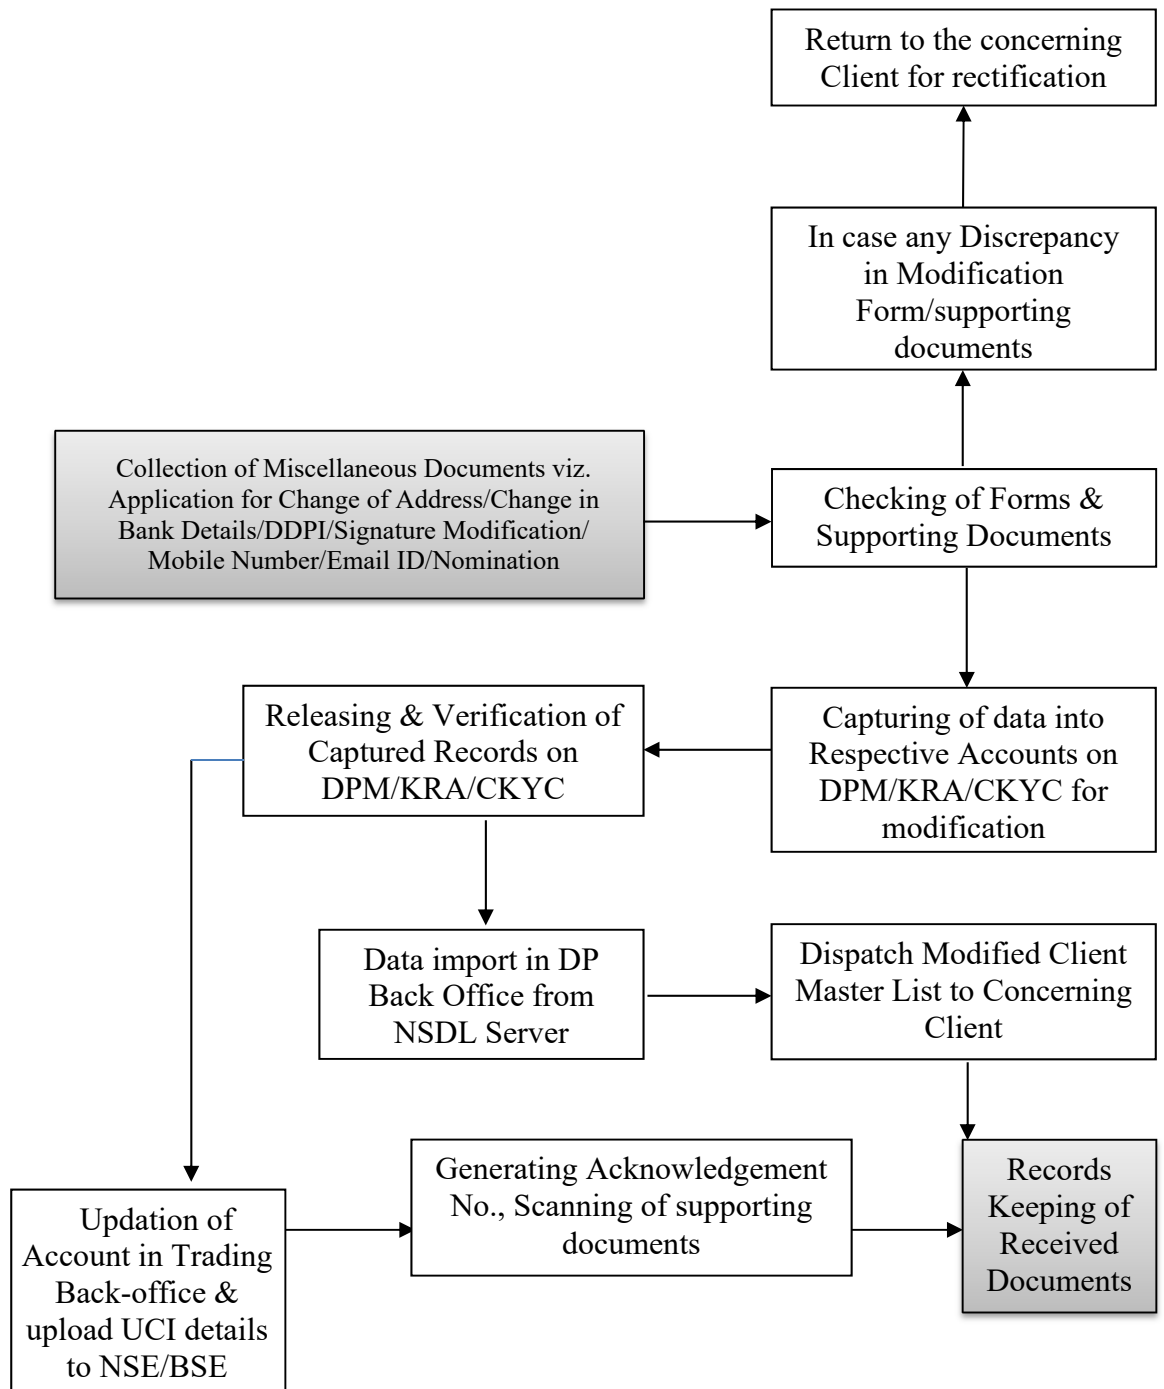 Return to the concerning
Client for rectification
In case any Discrepancy
in Modification
Form/supporting
documents
Collection of Miscellaneous Documents viz.
Application for Change of Address/Change in
Bank Details/DDPI/Signature Modification/
Mobile Number/Email ID/Nomination
Checking of Forms &
Supporting Documents
Capturing of data into
Respective Accounts on
DPM/KRA/CKYC for
modification
Releasing & Verification of
Captured Records on
DPM/KRA/CKYC
Data import in DP
Back Office from
NSDL Server
Dispatch Modified Client
Master List to Concerning
Client
Updation of
Account in Trading
Back-office &
upload UCI details
to NSE/BSE
Generating Acknowledgement
No., Scanning of supporting
documents
Records
Keeping of
Received
Documents